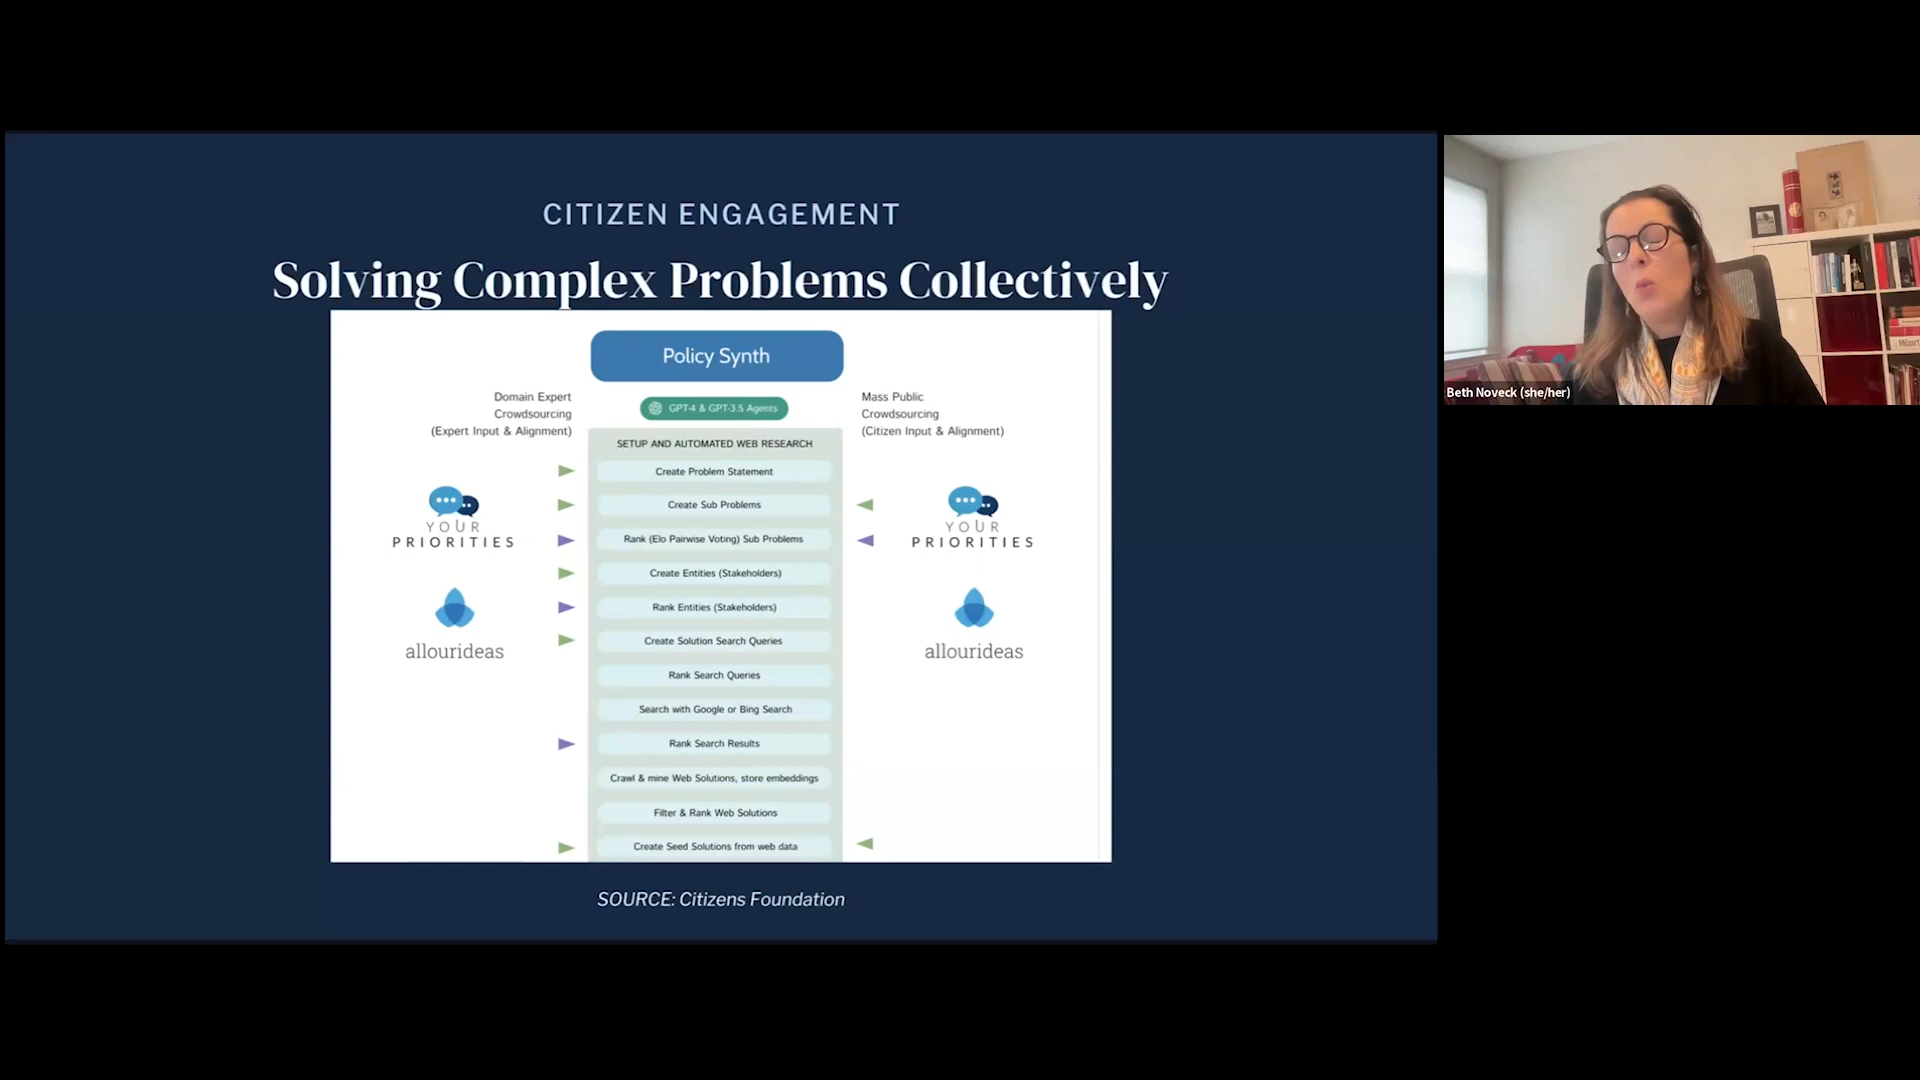 CITIZEN ENGAGEMENT
Solving Complex Problems Collectively
Policy Synth
Domain Expert
Crowdsourcing
(Expert Input & Alignment)
GPT-4 & GPT-3.5 Agents
Mass Public
Crowdsourcing
(Citizen Input & Alignment)
SETUP AND AUTOMATED WEB RESEARCH
Create Problem Statement
Create Sub Problems
Rank (Elo Pairwise Voting) Sub Problems
Create Entities (Stakeholders)
Rank Entities (Stakeholders)
Create Solution Search Queries
Rank Search Queries
Search with Google or Bing Search
Rank Search Results
Crawl & mine Web Solutions, store embeddings
Filter & Rank Web Solutions
Create Seed Solutions from web data
YOUR
PRIORITIES
allourideas
YOUR
PRIORITIES
allourideas
SOURCE: Citizens Foundation
Beth Noveck (she/her)